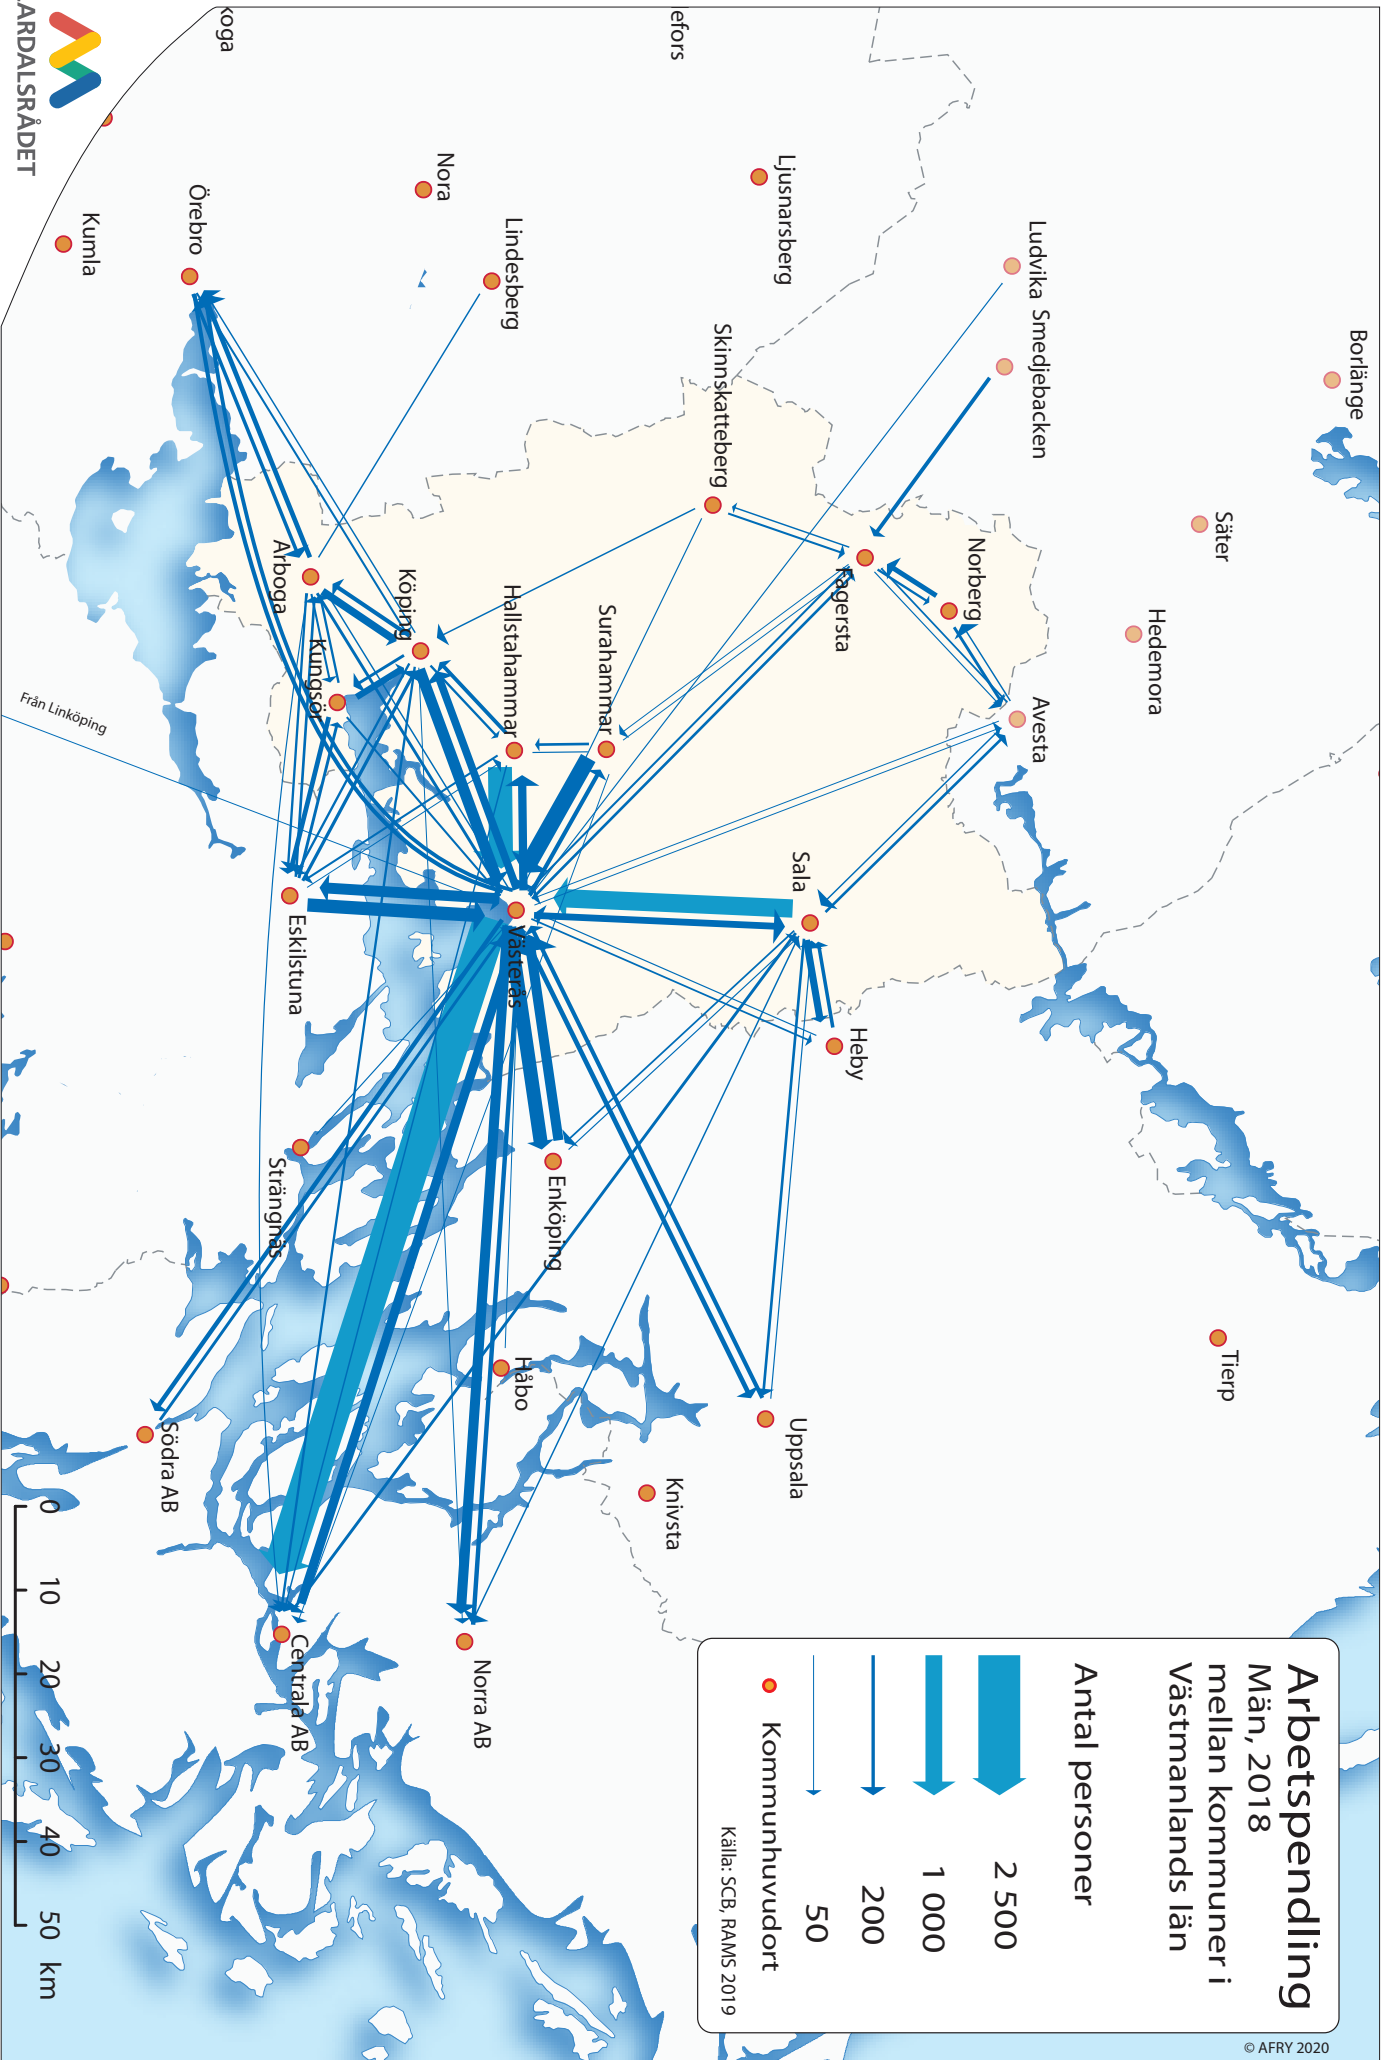 Arbetspendling
Män, 2018
mellan kommuner i
Västmanlands län
Antal personer
2 500
1 000
200
50
Kommunhuvudort
Källa: SCB, RAMS 2019
© AFRY 2020
Borlänge
Säter
Hedemora
Ludvika
Smedjebacken
Avesta
Norberg
Fagersta
Ljusnarsberg
Skinnskatteberg
efors
Tierp
Heby
Sala
Uppsala
Knivsta
Surahammar
Hallstahammar
Västerås
Enköping
Håbo
Norra AB
Lindesberg
Nora
Köping
Kungsör
Arboga
Örebro
Kumla
koga
Eskilstuna
Strängnäs
Södra AB
Centrala AB
Från Linköping
0 10 20 30 40 50 km
ARDALSRÅDET